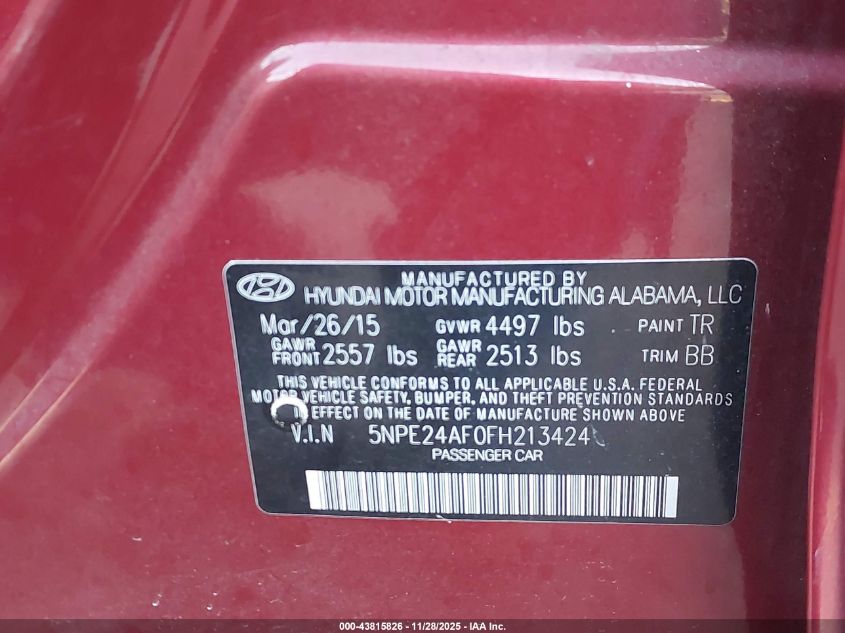 MANUFACTURED BY
HYUNDAI MOTOR MANUFACTURING ALABAMA, LLC
Mar/26/15 GVWR 4497 lbs PAINT TR
GAWR FRONT 2557 lbs GAWR REAR 2513 lbs TRIM BB
THIS VEHICLE CONFORMS TO ALL APPLICABLE U.S.A. FEDERAL
MOTOR VEHICLE SAFETY, BUMPER, AND THEFT PREVENTION STANDARDS
IN EFFECT ON THE DATE OF MANUFACTURE SHOWN ABOVE
V.I.N 5NPE24AF0FH213424
PASSENGER CAR
000-43815826 - 11/28/2025 - IAA Inc.